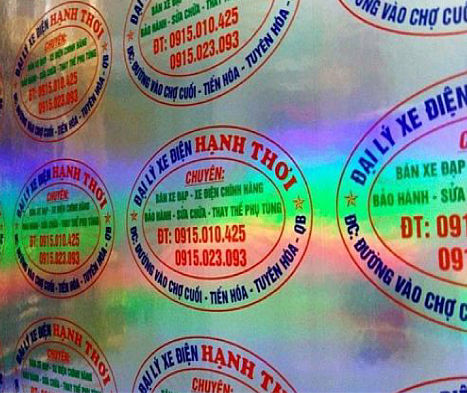 ĐẠI LÝ XE ĐIỆN HẠNH THƠI
CHUYÊN:
BÁN XE ĐẠP - XE ĐIỆN CHÍNH HÃNG
BẢO HÀNH - SỬA CHỮA - THAY THẾ PHỤ TÙNG
ĐT: 0915.010.425
0915.023.093
ĐC: ĐƯỜNG VÀO CHỢ CUỒI - TIẾN HÓA - TUYÊN HÓA - QB